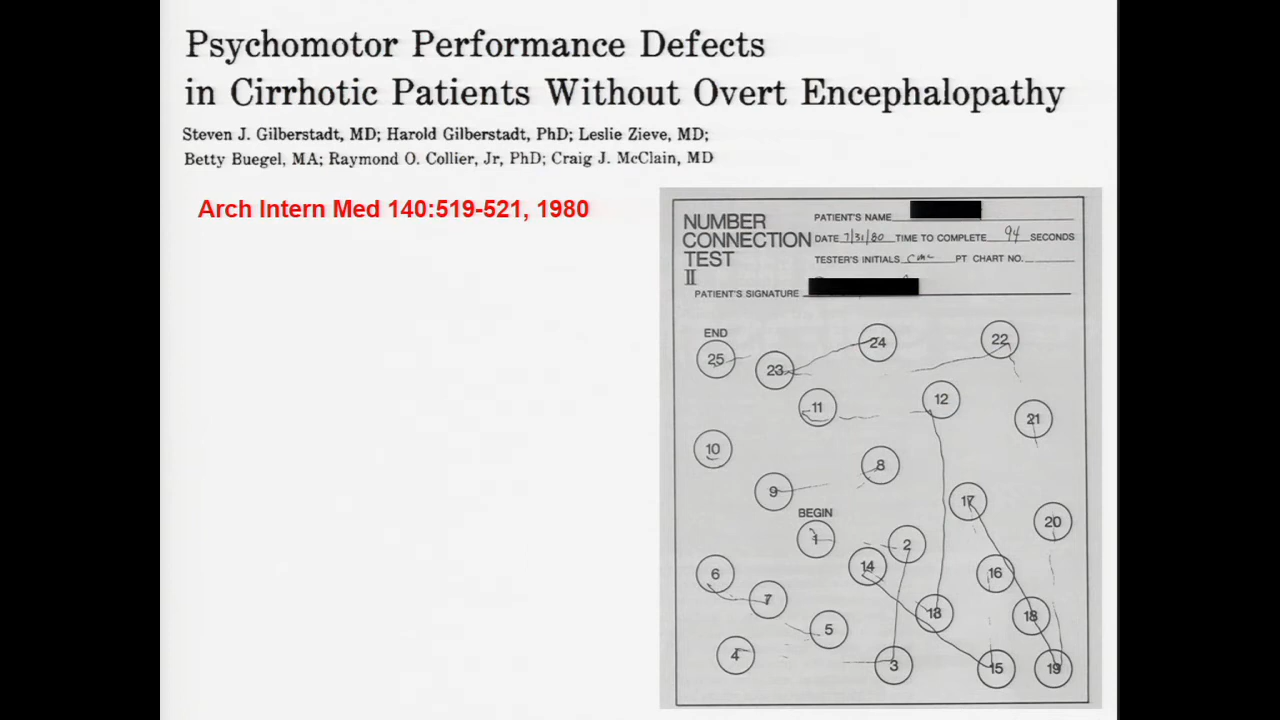 Psychomotor Performance Defects
in Cirrhotic Patients Without Overt Encephalopathy
Steven J. Gilberstadt, MD; Harold Gilberstadt, PhD; Leslie Zieve, MD;
Betty Buegel, MA; Raymond O. Collier, Jr, PhD; Craig J. McClain, MD
Arch Intern Med 140:519-521, 1980
NUMBER
CONNECTION
TEST
II
PATIENT'S NAME
DATE 7/31/80 TIME TO COMPLETE 94 SECONDS
TESTER'S INITIALS cmc PT CHART NO.
PATIENT'S SIGNATURE
END
25
23
24
22
11
12
21
10
9
8
17
20
BEGIN
1
2
14
16
6
7
13
18
5
4
3
15
19